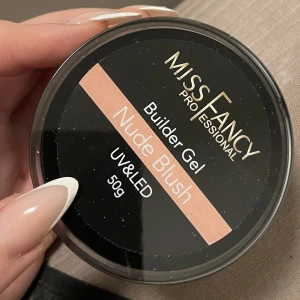 MISS FANCY
PROFESSIONAL
Builder Gel
Nude Blush
UV&LED
50g